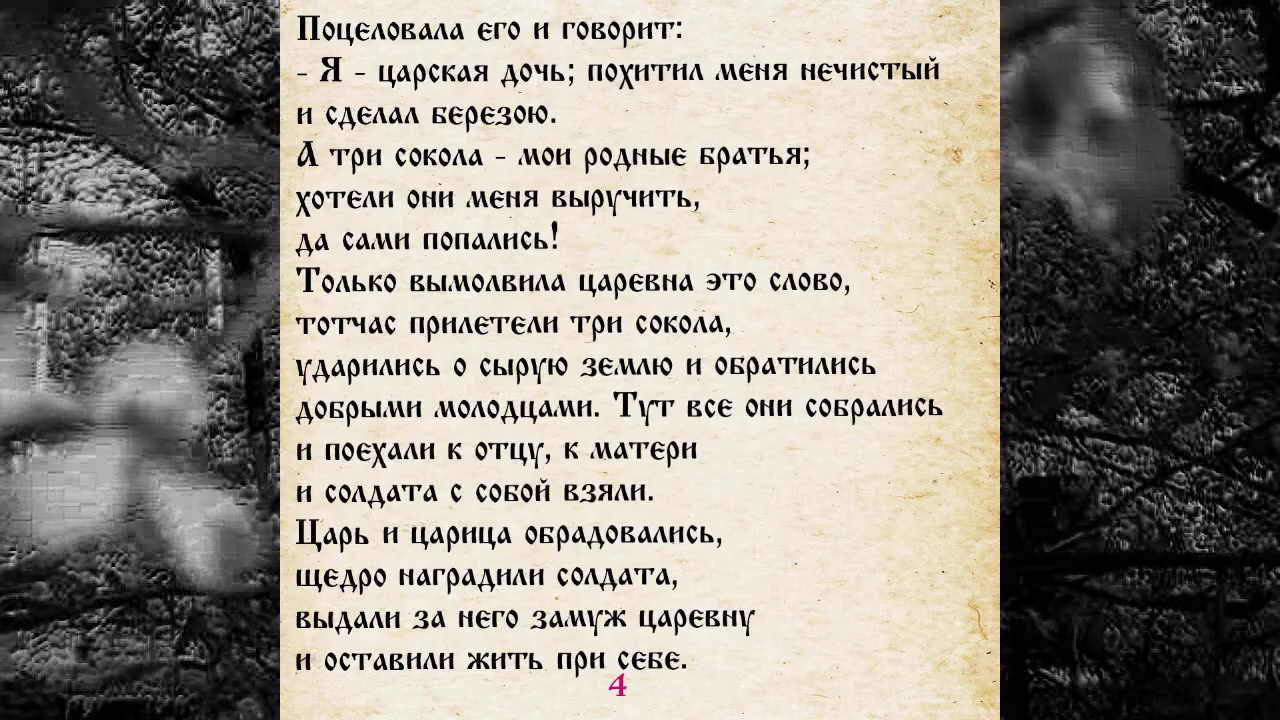 Поцеловала его и говорит:
- Я - царская дочь; похитил меня нечистый
и сделал березою.
А три сокола - мои родные братья;
хотели они меня выручить,
да сами попались!
Только вымолвила царевна это слово,
тотчас прилетели три сокола,
ударились о сырую землю и обратились
добрыми молодцами. Тут все они собрались
и поехали к отцу, к матери
и солдата с собой взяли.
Царь и царица обрадовались,
щедро наградили солдата,
выдали за него замуж царевну
и оставили жить при себе.
4